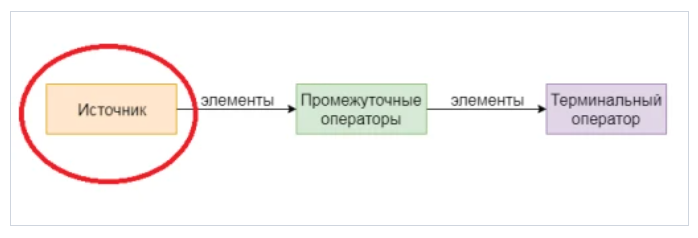 Источник
элементы
Промежуточные
операторы
элементы
Терминальный
оператор